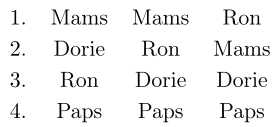 1. Mams Mams Ron
2. Dorie Ron Mams
3. Ron Dorie Dorie
4. Paps Paps Paps